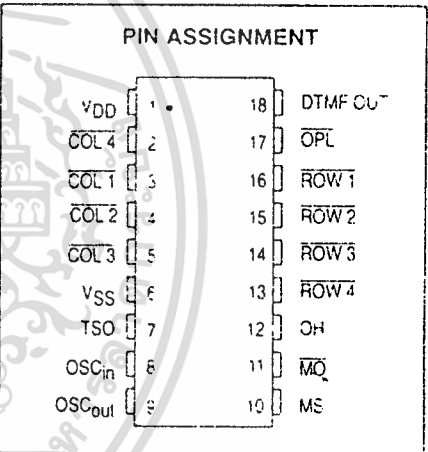 PIN ASSIGNMENT
VDD 1 18 DTMF OUT
COL 4 2 17 OPL
COL 1 3 16 ROW 1
COL 2 4 15 ROW 2
COL 3 5 14 ROW 3
VSS 6 13 ROW 4
TSO 7 12 OH
OSCin 8 11 MO
OSCout 9 10 MS